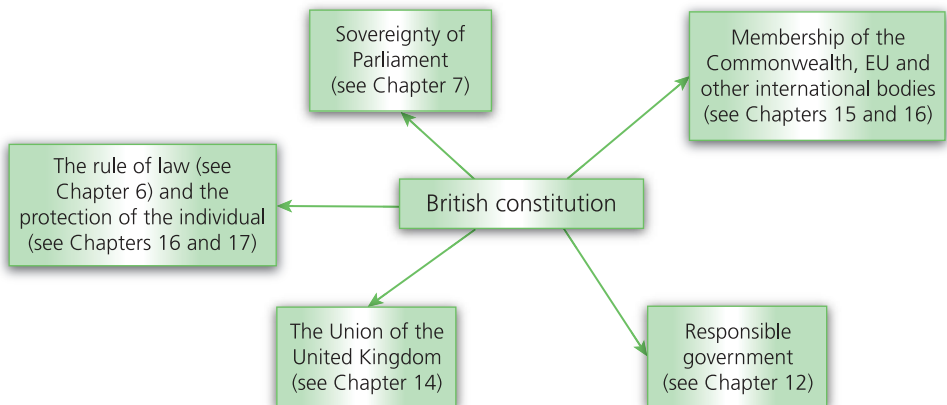 Sovereignty of
Parliament
(see Chapter 7)
Membership of the
Commonwealth, EU and
other international bodies
(see Chapters 15 and 16)
The rule of law (see
Chapter 6) and the
protection of the individual
(see Chapters 16 and 17)
British constitution
The Union of the
United Kingdom
(see Chapter 14)
Responsible
government
(see Chapter 12)